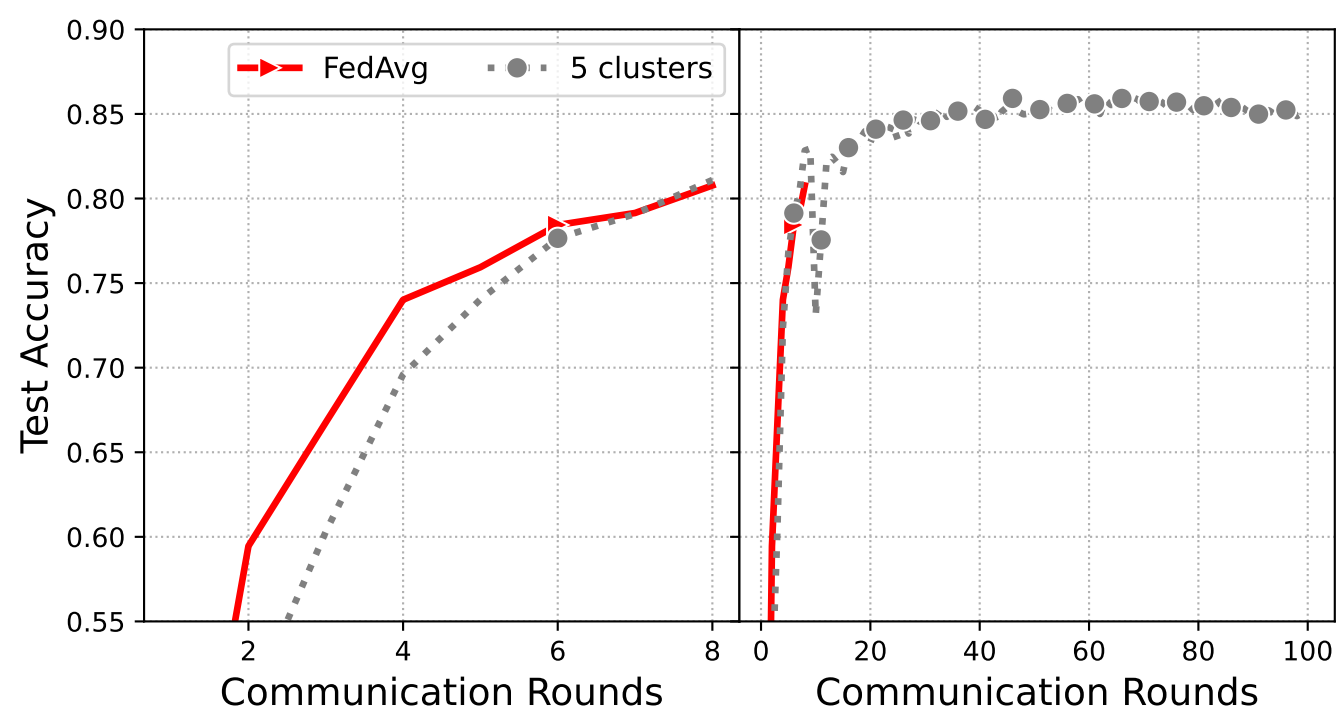 FedAvg 5 clusters
Test Accuracy
0.90
0.85
0.80
0.75
0.70
0.65
0.60
0.55
2 4 6 8
Communication Rounds
0 20 40 60 80 100
Communication Rounds